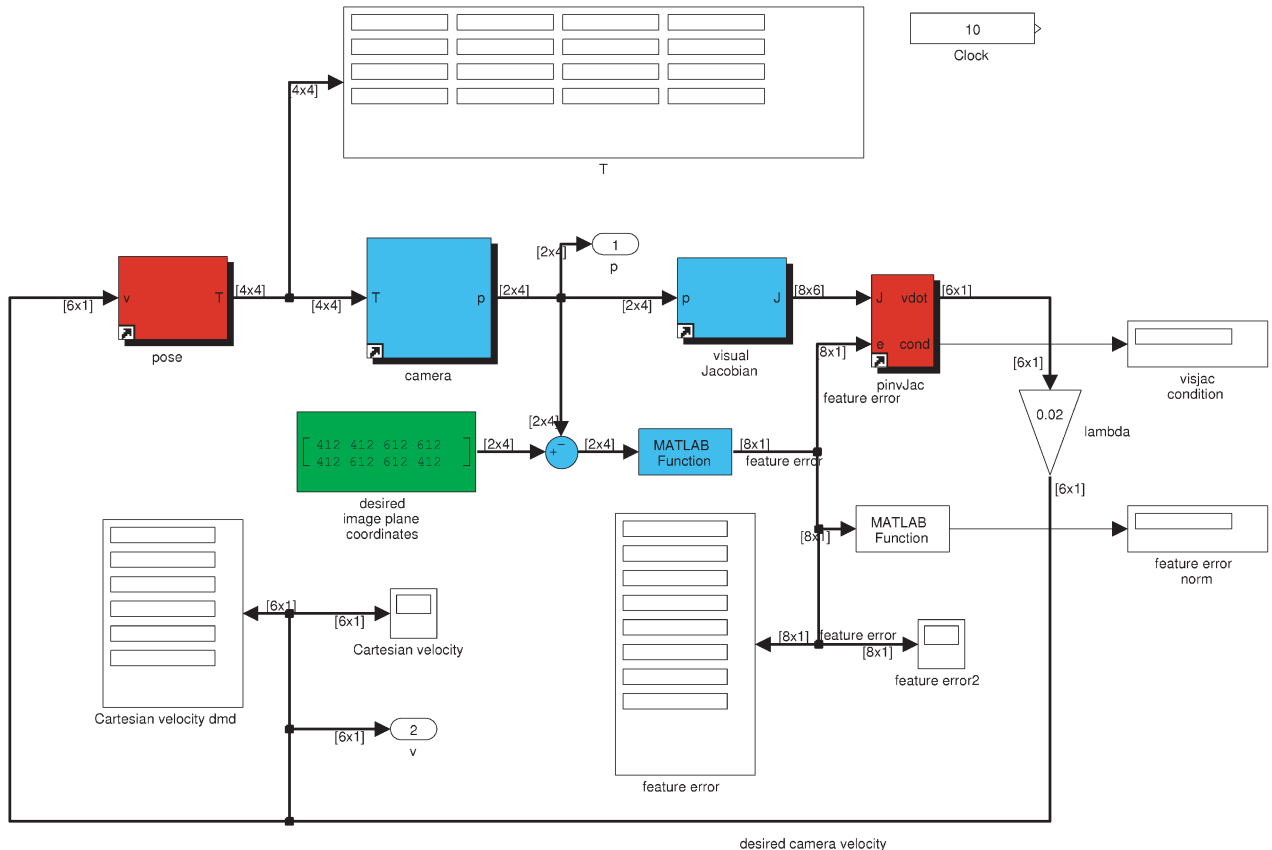 10
Clock
[4x4]
T
[6x1]
v
T
pose
[4x4]
[4x4]
T
p
camera
[2x4]
[2x4]
1
p
[2x4]
p
J
visual
Jacobian
[8x6]
J vdot
e cond
pinvJac
[6x1]
8x1]
feature error
visjac
condition
[6x1]
0.02
lambda
[6x1]
412 412 612 612
412 612 612 412
desired
image plane
coordinates
[2x4]
[2x4]
+
−
[2x4]
MATLAB
Function
[8x1]
feature error
[8x1]
MATLAB
Function
feature error
norm
[6x1]
[6x1]
Cartesian velocity
Cartesian velocity dmd
[8x1]
feature error
[8x1]
feature error2
[6x1]
2
v
feature error
desired camera velocity